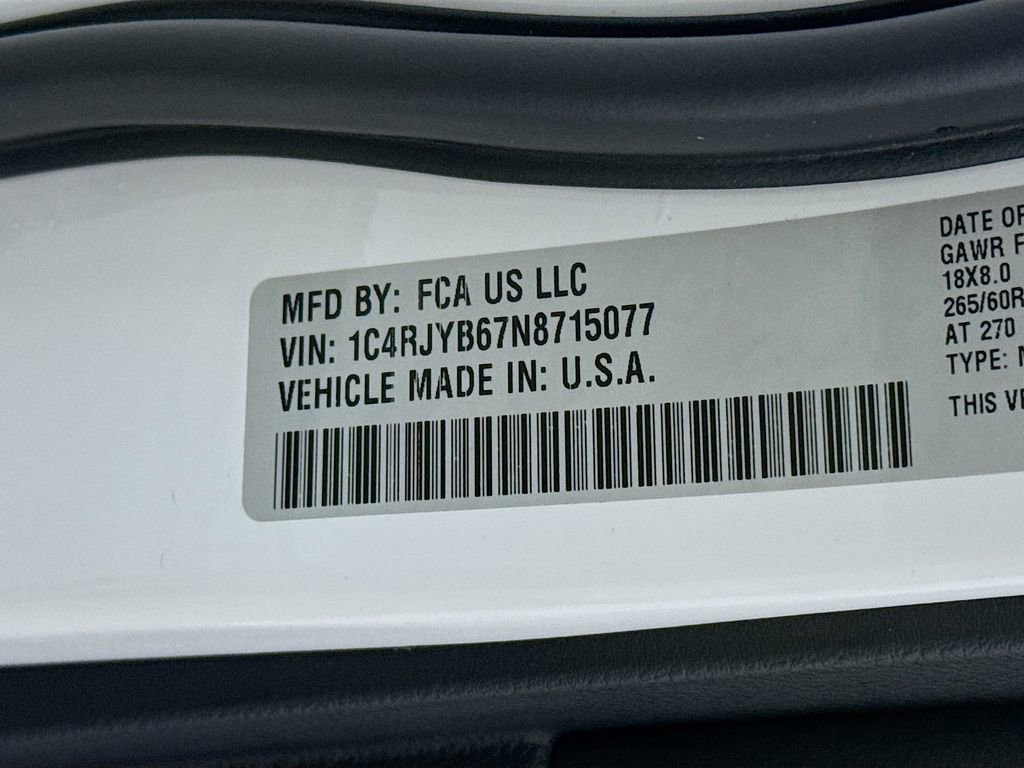 MFD BY: FCA US LLC
VIN: 1C4RJYB67N8715077
VEHICLE MADE IN: U.S.A.
DATE OF
GAWR F
18X8.0
265/60R
AT 270
TYPE:
THIS VE